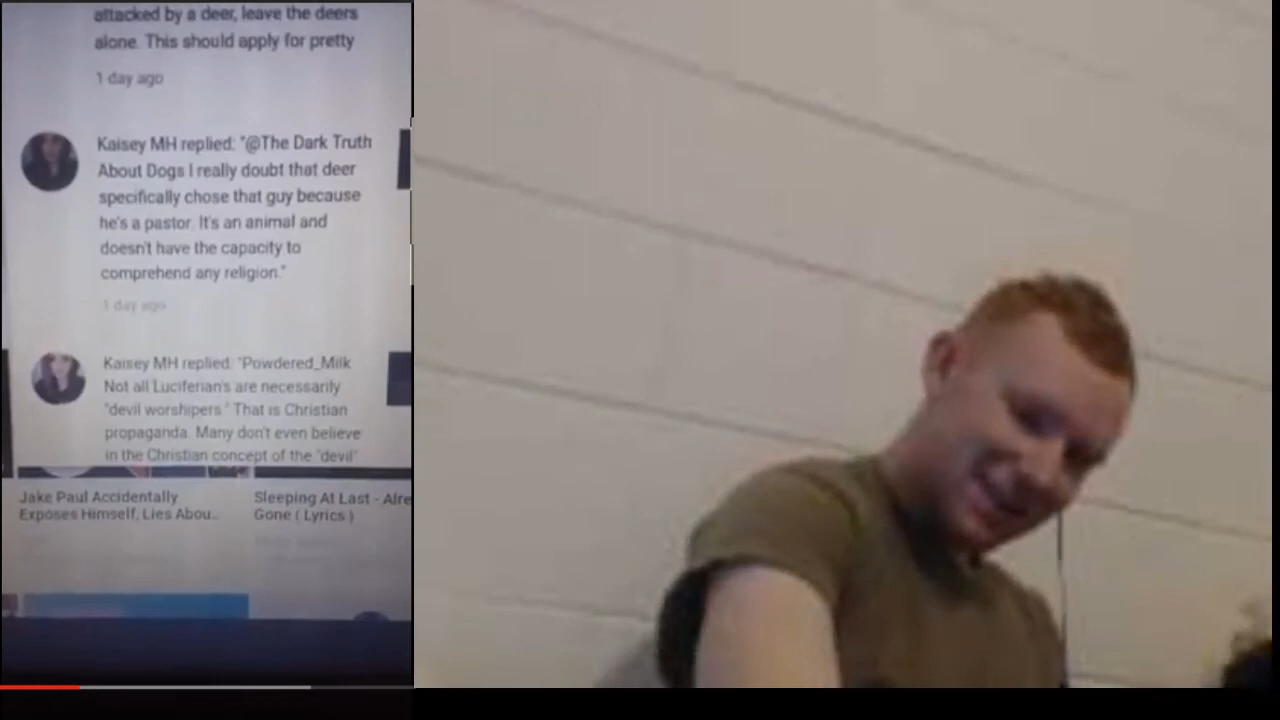 attacked by a deer, leave the deers
alone. This should apply for pretty
1 day ago
Kaisey MH replied: "@The Dark Truth
About Dogs I really doubt that deer
specifically chose that guy because
he's a pastor. It's an animal and
doesn't have the capacity to
comprehend any religion."
1 day ago
Kaisey MH replied: "Powdered_Milk
Not all Luciferian's are necessarily
"devil worshipers." That is Christian
propaganda. Many don't even believe
in the Christian concept of the "devil"
Jake Paul Accidentally
Exposes Himself, Lies Abou...
Sleeping At Last - Alre
Gone ( Lyrics )